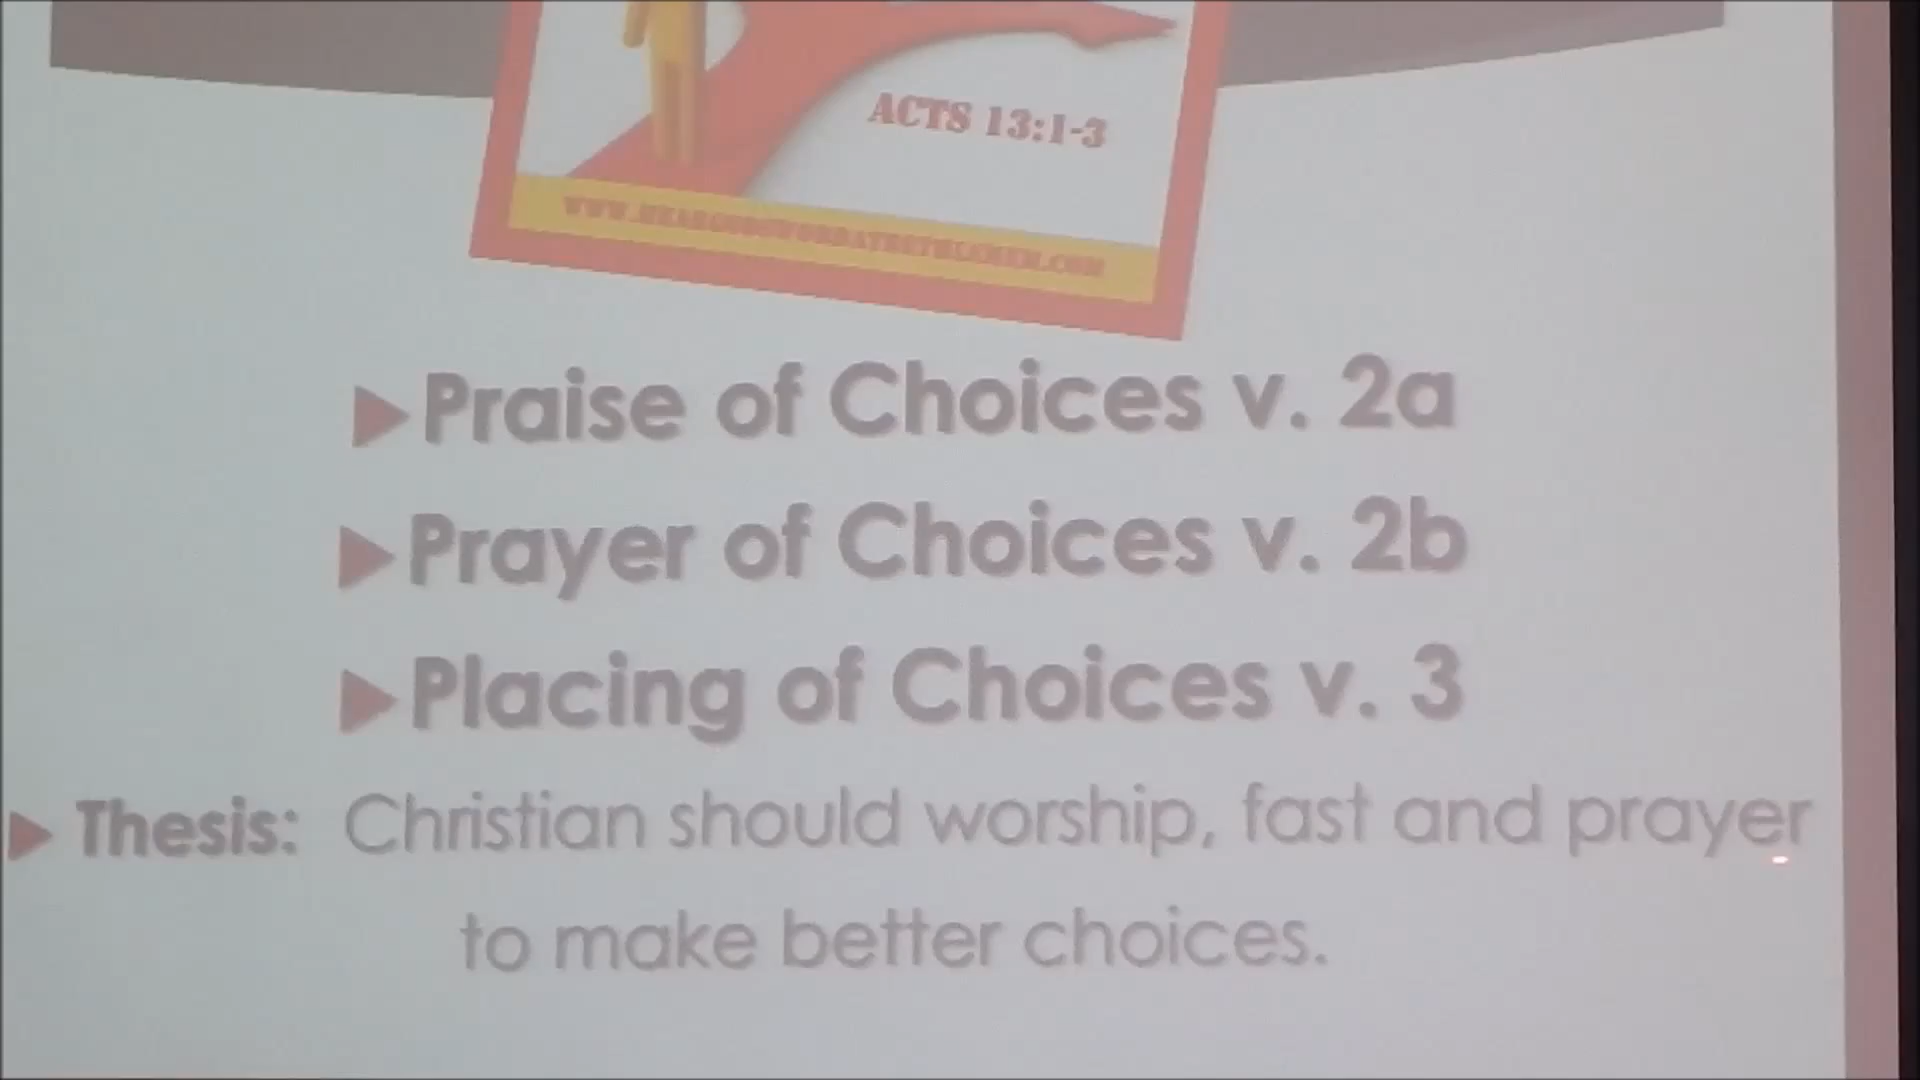 ACTS 13:1-3
Praise of Choices v. 2a
Prayer of Choices v. 2b
Placing of Choices v. 3
Thesis: Christian should worship, fast and prayer
to make better choices.